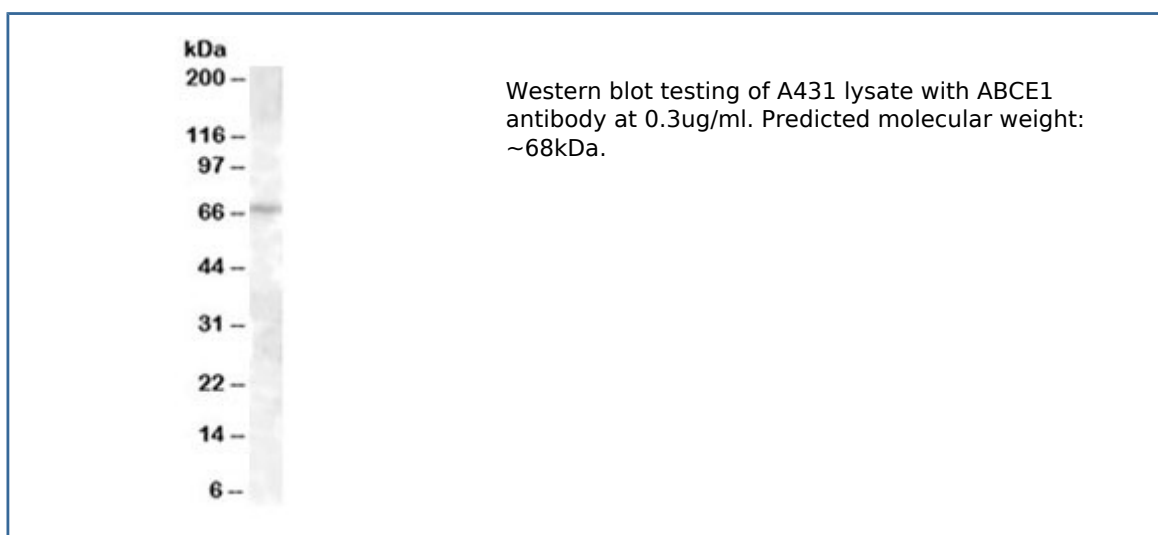 kDa
200 --
116 --
97 --
66 --
44 --
31 --
22 --
14 --
6 --
Western blot testing of A431 lysate with ABCE1
antibody at 0.3ug/ml. Predicted molecular weight:
~68kDa.